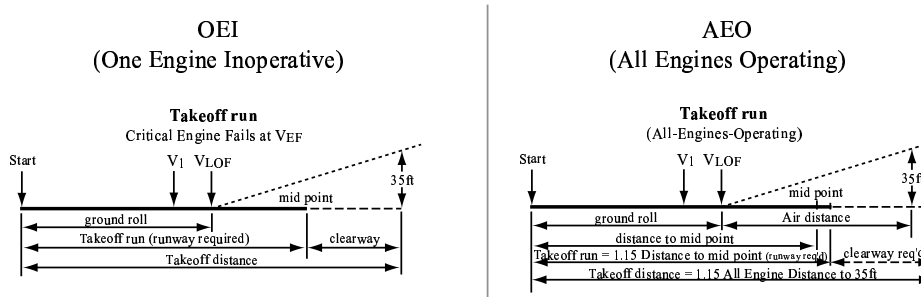 OEI
(One Engine Inoperative)
Takeoff run
Critical Engine Fails at VEF
Start
V1
VLOF
35ft
mid point
ground roll
Takeoff run (runway required)
clearway
Takeoff distance
AEO
(All Engines Operating)
Takeoff run
(All-Engines-Operating)
Start
V1
VLOF
35ft
mid point
ground roll
Air distance
distance to mid point
Takeoff run = 1.15 Distance to mid point (runway req'd)
clearway req'd
Takeoff distance = 1.15 All Engine Distance to 35ft